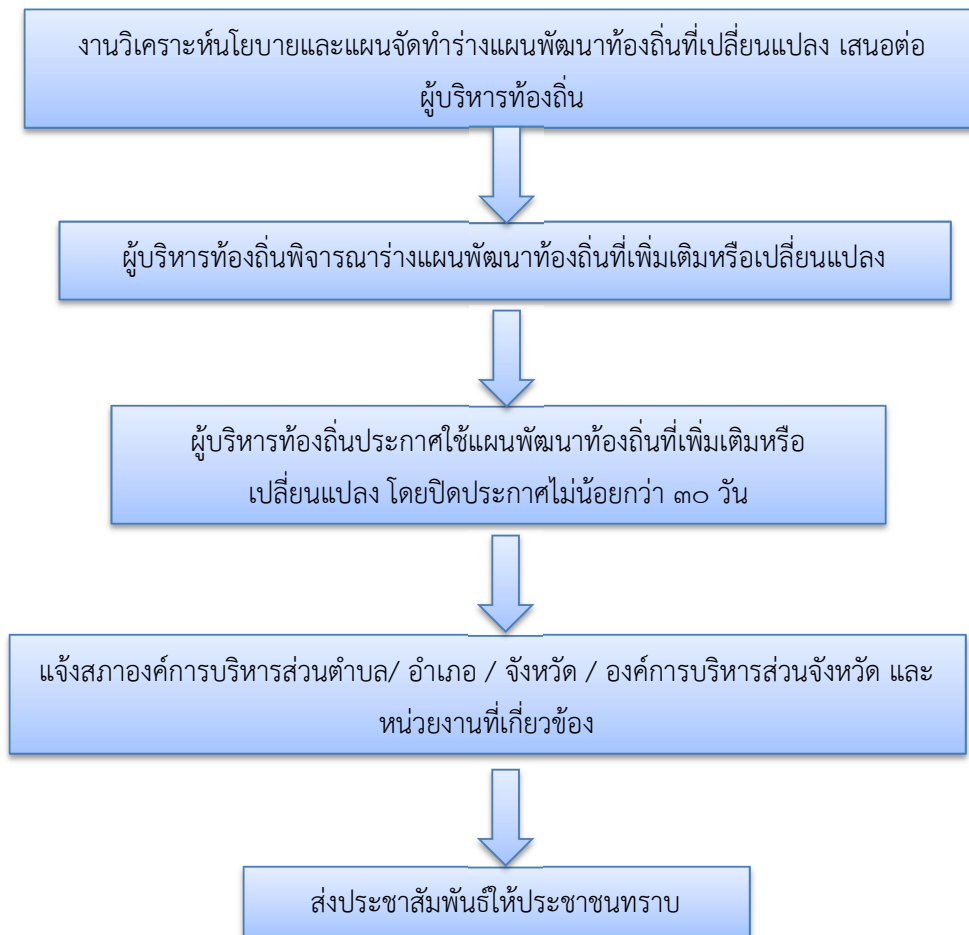 งานวิเคราะห์นโยบายและแผนจัดทำร่างแผนพัฒนาท้องถิ่นที่เปลี่ยนแปลง เสนอต่อ
ผู้บริหารท้องถิ่น
ผู้บริหารท้องถิ่นพิจารณาร่างแผนพัฒนาท้องถิ่นที่เพิ่มเติมหรือเปลี่ยนแปลง
ผู้บริหารท้องถิ่นประกาศใช้แผนพัฒนาท้องถิ่นที่เพิ่มเติมหรือ
เปลี่ยนแปลง โดยปิดประกาศไม่น้อยกว่า ๓๐ วัน
แจ้งสภาองค์การบริหารส่วนตำบล/ อำเภอ / จังหวัด / องค์การบริหารส่วนจังหวัด และ
หน่วยงานที่เกี่ยวข้อง
ส่งประชาสัมพันธ์ให้ประชาชนทราบ